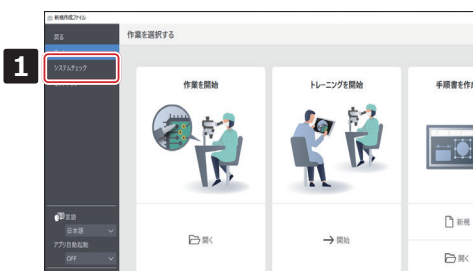 新規作成ファイル
戻る
作業を選択する
1
システムチェック
作業を開始
トレーニングを開始
手順書を作成
言語
日本語
アプリ自動起動
OFF
開く
開始
新規
開く